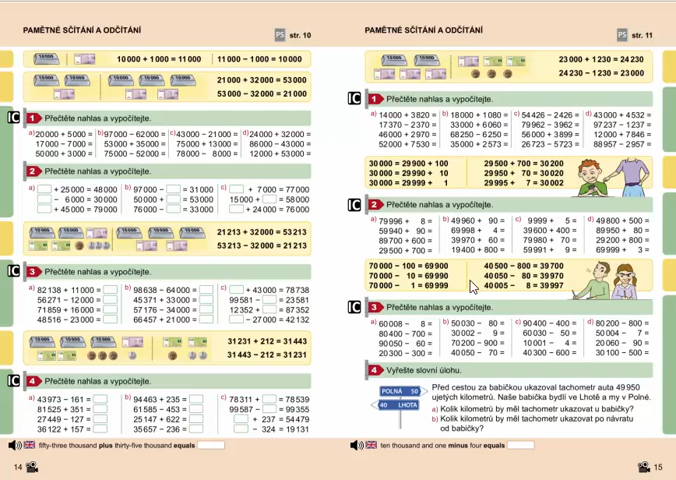 PAMĚTNÉ SČÍTÁNÍ A ODČÍTÁNÍ
PS str. 10
10 000 + 1 000 = 11 000 11 000 − 1 000 = 10 000
21 000 + 32 000 = 53 000
53 000 − 32 000 = 21 000
1 Přečtěte nahlas a vypočítejte.
a) 20 000 + 5 000 = b) 97 000 − 62 000 = c) 43 000 − 21 000 = d) 24 000 + 32 000 =
17 000 − 7 000 = 53 000 + 35 000 = 75 000 + 13 000 = 86 000 − 43 000 =
50 000 + 3 000 = 75 000 − 52 000 = 78 000 − 8 000 = 12 000 + 53 000 =
2 Přečtěte nahlas a vypočítejte.
a) + 25 000 = 48 000 b) 97 000 − = 31 000 c) + 7 000 = 77 000
− 6 000 = 30 000 50 000 + = 53 000 15 000 + = 58 000
+ 45 000 = 79 000 76 000 − = 33 000 + 24 000 = 76 000
21 213 + 32 000 = 53 213
53 213 − 32 000 = 21 213
3 Přečtěte nahlas a vypočítejte.
a) 82 138 + 11 000 = b) 98 638 − 64 000 = c) + 43 000 = 78 738
56 271 − 12 000 = 45 371 + 33 000 = 99 581 − = 23 581
71 859 + 16 000 = 57 176 − 34 000 = 12 352 + = 87 352
48 516 − 23 000 = 66 457 + 21 000 = − 27 000 = 42 132
31 231 + 212 = 31 443
31 443 − 212 = 31 231
4 Přečtěte nahlas a vypočítejte.
a) 43 973 − 161 = b) 94 463 + 235 = c) 78 311 + = 78 539
81 525 + 351 = 61 585 − 453 = 99 587 − = 99 355
27 449 − 127 = 25 147 + 622 = + 237 = 54 479
36 122 + 157 = 35 657 − 236 = − 324 = 19 131
fifty-three thousand plus thirty-five thousand equals
14
PAMĚTNÉ SČÍTÁNÍ A ODČÍTÁNÍ
PS str. 11
23 000 + 1 230 = 24 230
24 230 − 1 230 = 23 000
1 Přečtěte nahlas a vypočítejte.
a) 14 000 + 3 820 = b) 18 000 + 1 080 = c) 54 426 − 2 426 = d) 43 000 + 4 532 =
17 370 − 2 370 = 33 000 + 6 060 = 79 962 − 3 962 = 97 237 − 1 237 =
46 000 + 2 970 = 68 250 − 6 250 = 56 000 + 3 899 = 12 000 + 7 846 =
52 000 + 7 530 = 35 000 + 2 573 = 26 723 − 5 723 = 88 957 − 2 957 =
30 000 = 29 900 + 100 29 500 + 700 = 30 200
30 000 = 29 990 + 10 29 950 + 70 = 30 020
30 000 = 29 999 + 1 29 995 + 7 = 30 002
2 Přečtěte nahlas a vypočítejte.
a) 79 996 + 8 = b) 49 960 + 90 = c) 9 999 + 5 = d) 49 800 + 500 =
59 940 + 90 = 69 998 + 4 = 39 600 + 400 = 89 950 + 80 =
89 700 + 600 = 39 970 + 60 = 79 980 + 70 = 29 200 + 800 =
29 500 + 700 = 19 400 + 800 = 59 991 + 9 = 69 999 + 3 =
70 000 − 100 = 69 900 40 500 − 800 = 39 700
70 000 − 10 = 69 990 40 050 − 80 = 39 970
70 000 − 1 = 69 999 40 005 − 8 = 39 997
3 Přečtěte nahlas a vypočítejte.
a) 60 008 − 8 = b) 50 030 − 80 = c) 90 400 − 400 = d) 80 200 − 800 =
80 400 − 700 = 30 002 − 9 = 60 030 − 50 = 50 004 − 7 =
90 050 − 60 = 70 200 − 900 = 10 001 − 4 = 20 060 − 90 =
20 300 − 300 = 40 050 − 70 = 40 300 − 600 = 30 100 − 500 =
4 Vyřešte slovní úlohu.
POLNÁ 50
40 LHOTA
Před cestou za babičkou ukazoval tachometr auta 49 950
ujetých kilometrů. Naše babička bydlí ve Lhotě a my v Polné.
a) Kolik kilometrů by měl tachometr ukazovat u babičky?
b) Kolik kilometrů by měl tachometr ukazovat po návratu
od babičky?
ten thousand and one minus four equals
15